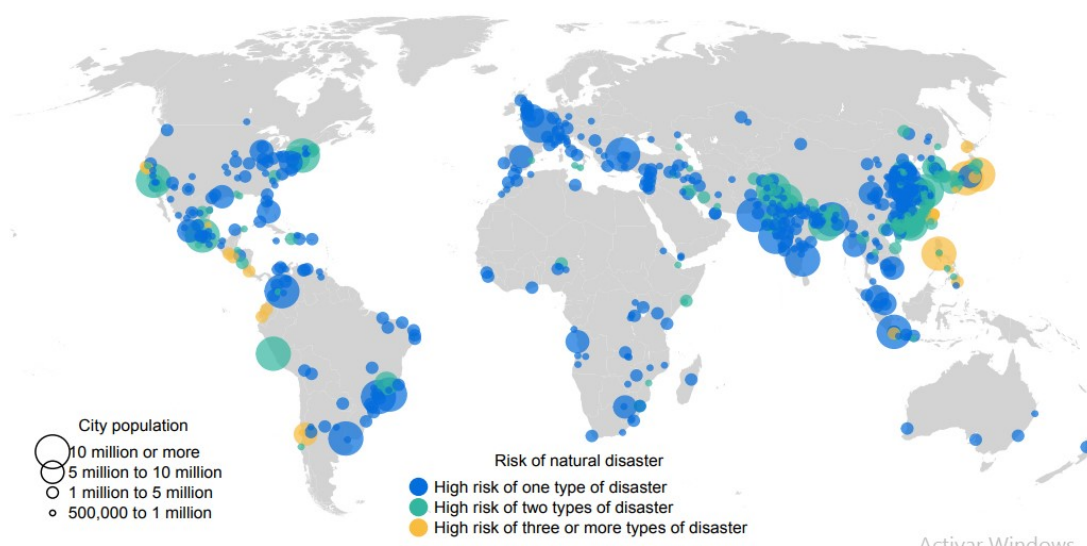 City population
10 million or more
5 million to 10 million
1 million to 5 million
500,000 to 1 million
Risk of natural disaster
High risk of one type of disaster
High risk of two types of disaster
High risk of three or more types of disaster
Activar Windows